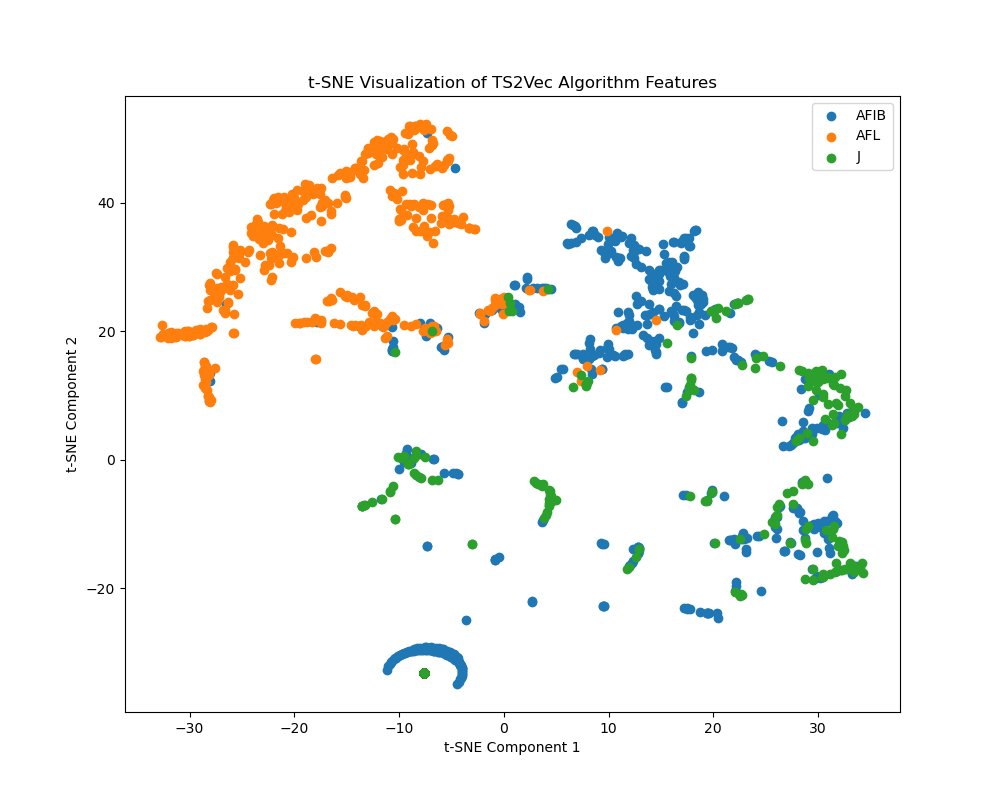 t-SNE Visualization of TS2Vec Algorithm Features
AFIB
AFL
J
40
20
0
−20
t-SNE Component 2
−30
−20
−10
0
10
20
30
t-SNE Component 1